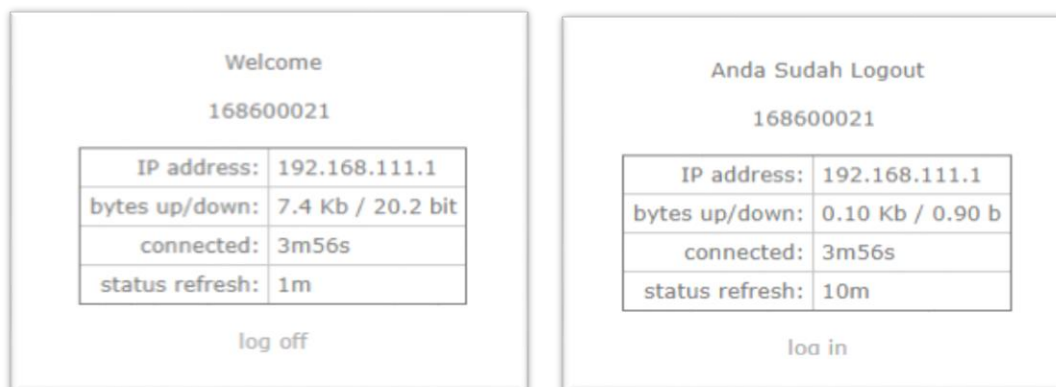 Welcome
168600021
IP address: 192.168.111.1
bytes up/down: 7.4 Kb / 20.2 bit
connected: 3m56s
status refresh: 1m
log off
Anda Sudah Logout
168600021
IP address: 192.168.111.1
bytes up/down: 0.10 Kb / 0.90 b
connected: 3m56s
status refresh: 10m
log in